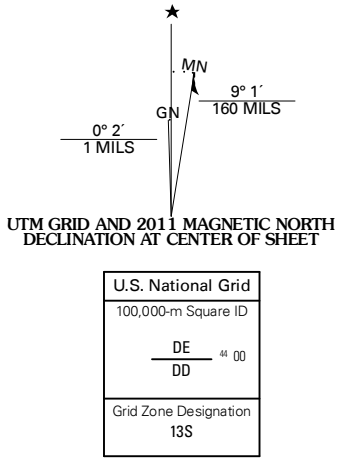 MN
9° 1´
160 MILS
GN
0° 2´
1 MILS
UTM GRID AND 2011 MAGNETIC NORTH
DECLINATION AT CENTER OF SHEET
U.S. National Grid
100,000-m Square ID
DE
44 00
DD
Grid Zone Designation
13S